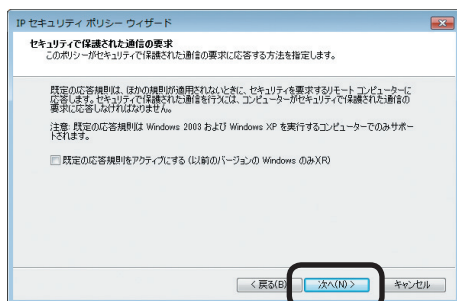 IP セキュリティ ポリシー ウィザード
セキュリティで保護された通信の要求
このポリシーがセキュリティで保護された通信の要求に応答する方法を指定します。
既定の応答規則は、ほかの規則が適用されないときに、セキュリティを要求するリモート コンピューターに
応答します。セキュリティで保護された通信を行うには、コンピューターがセキュリティで保護された通信の
要求に応答しなければなりません。
注意: 既定の応答規則は Windows 2003 および Windows XP を実行するコンピューターでのみサポー
トされます。
既定の応答規則をアクティブにする (以前のバージョンの Windows のみ)(R)
< 戻る(B)
次へ(N) >
キャンセル